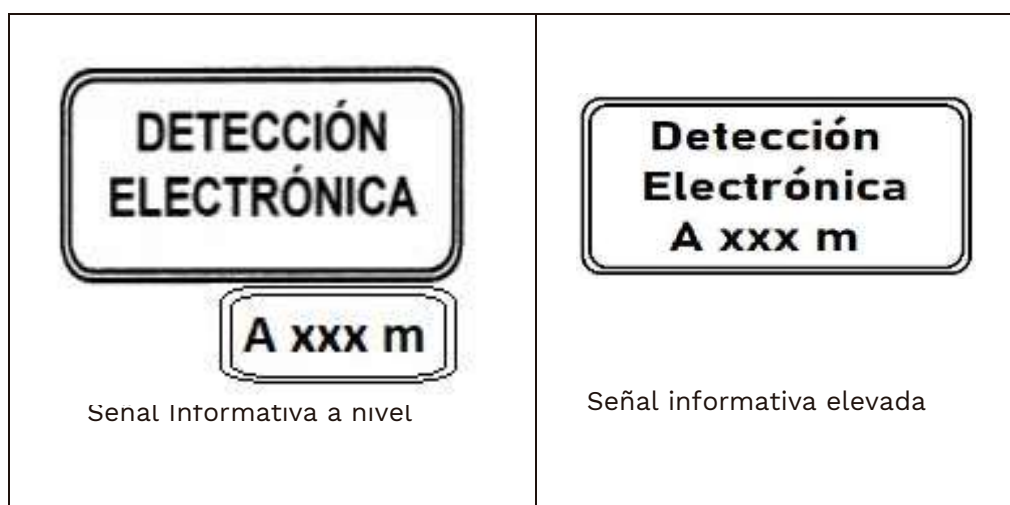 DETECCIÓN
ELECTRÓNICA
A xxx m
Señal Informativa a nivel
Detección
Electrónica
A xxx m
Señal informativa elevada